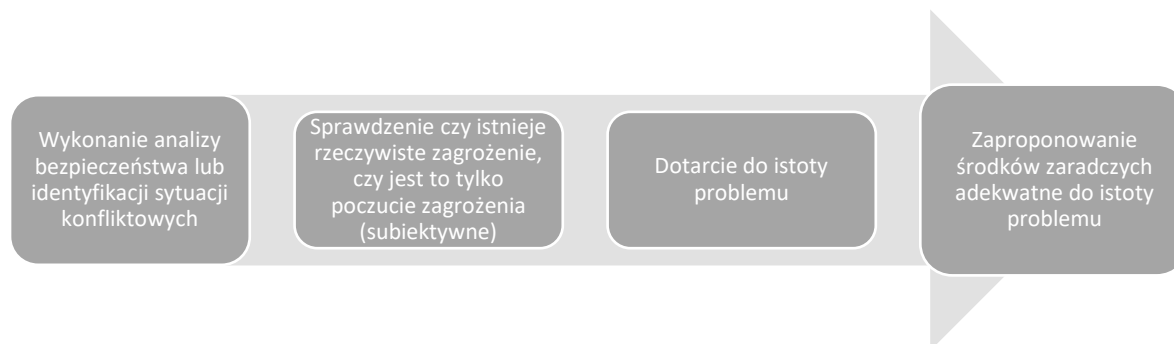 Wykonanie analizy
bezpieczeństwa lub
identyfikacji sytuacji
konfliktowych
Sprawdzenie czy istnieje
rzeczywiste zagrożenie,
czy jest to tylko
poczucie zagrożenia
(subiektywne)
Dotarcie do istoty
problemu
Zaproponowanie
środków zaradczych
adekwatne do istoty
problemu